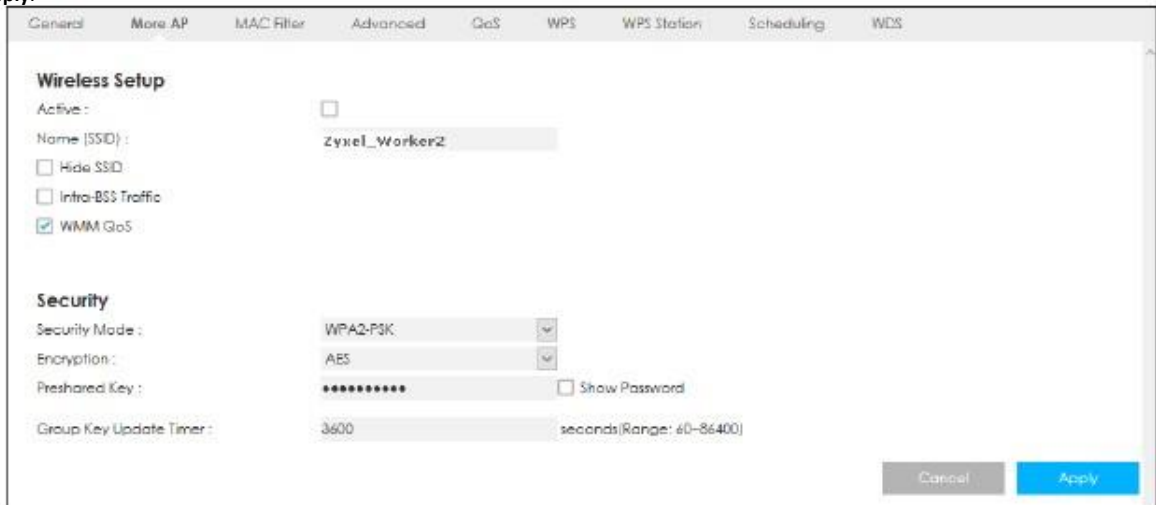 General More AP MAC Filter Advanced QoS WPS WPS Station Scheduling WDS
Wireless Setup
Active :
Name (SSID) : Zyxel_Worker2
Hide SSID
Intra-BSS Traffic
WMM QoS
Security
Security Mode : WPA2-PSK
Encryption : AES
Preshared Key : •••••••••• Show Password
Group Key Update Timer : 3600 seconds(Range: 60~86400)
Cancel Apply